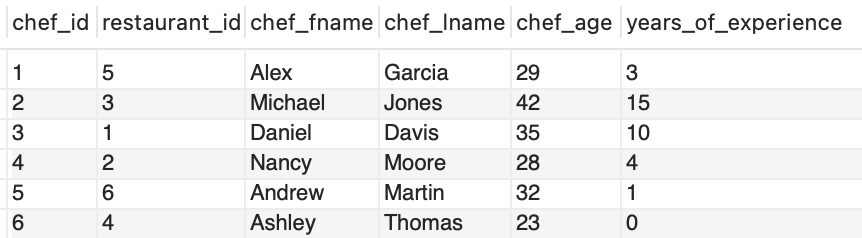 chef_id restaurant_id chef_fname chef_lname chef_age years_of_experience
1 5 Alex Garcia 29 3
2 3 Michael Jones 42 15
3 1 Daniel Davis 35 10
4 2 Nancy Moore 28 4
5 6 Andrew Martin 32 1
6 4 Ashley Thomas 23 0